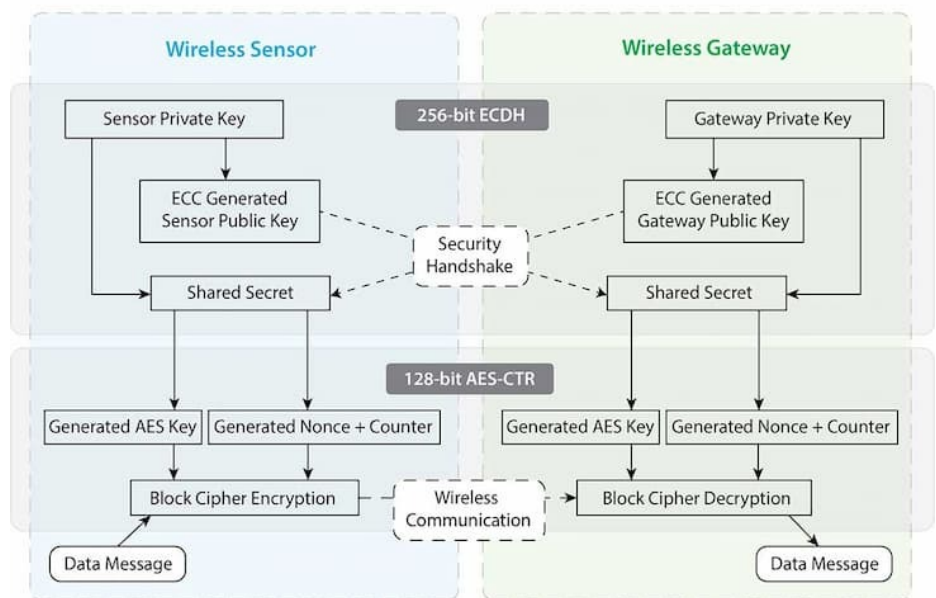 Wireless Sensor
Wireless Gateway
256-bit ECDH
Sensor Private Key
Gateway Private Key
ECC Generated
Sensor Public Key
ECC Generated
Gateway Public Key
Security
Handshake
Shared Secret
Shared Secret
128-bit AES-CTR
Generated AES Key
Generated Nonce + Counter
Generated AES Key
Generated Nonce + Counter
Block Cipher Encryption
Wireless
Communication
Block Cipher Decryption
Data Message
Data Message